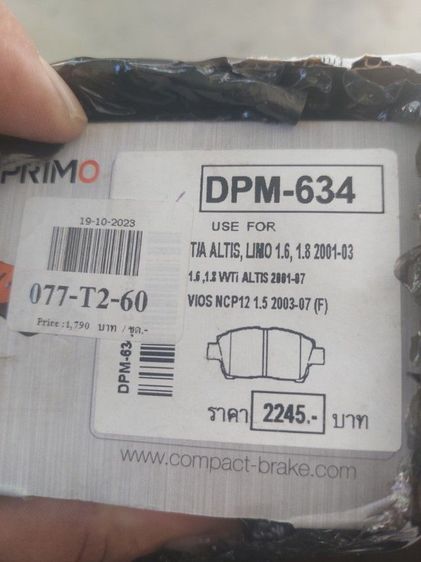 PRIMO
DPM-634
USE FOR
T/A ALTIS, LIMO 1.6, 1.8 2001-03
1.6 ,1.8 VVTi ALTIS 2001-07
VIOS NCP12 1.5 2003-07 (F)
19-10-2023
077-T2-60
Price :1,790 บาท / ชุด.-
DPM-634
ราคา 2245.- บาท
www.compact-brake.com